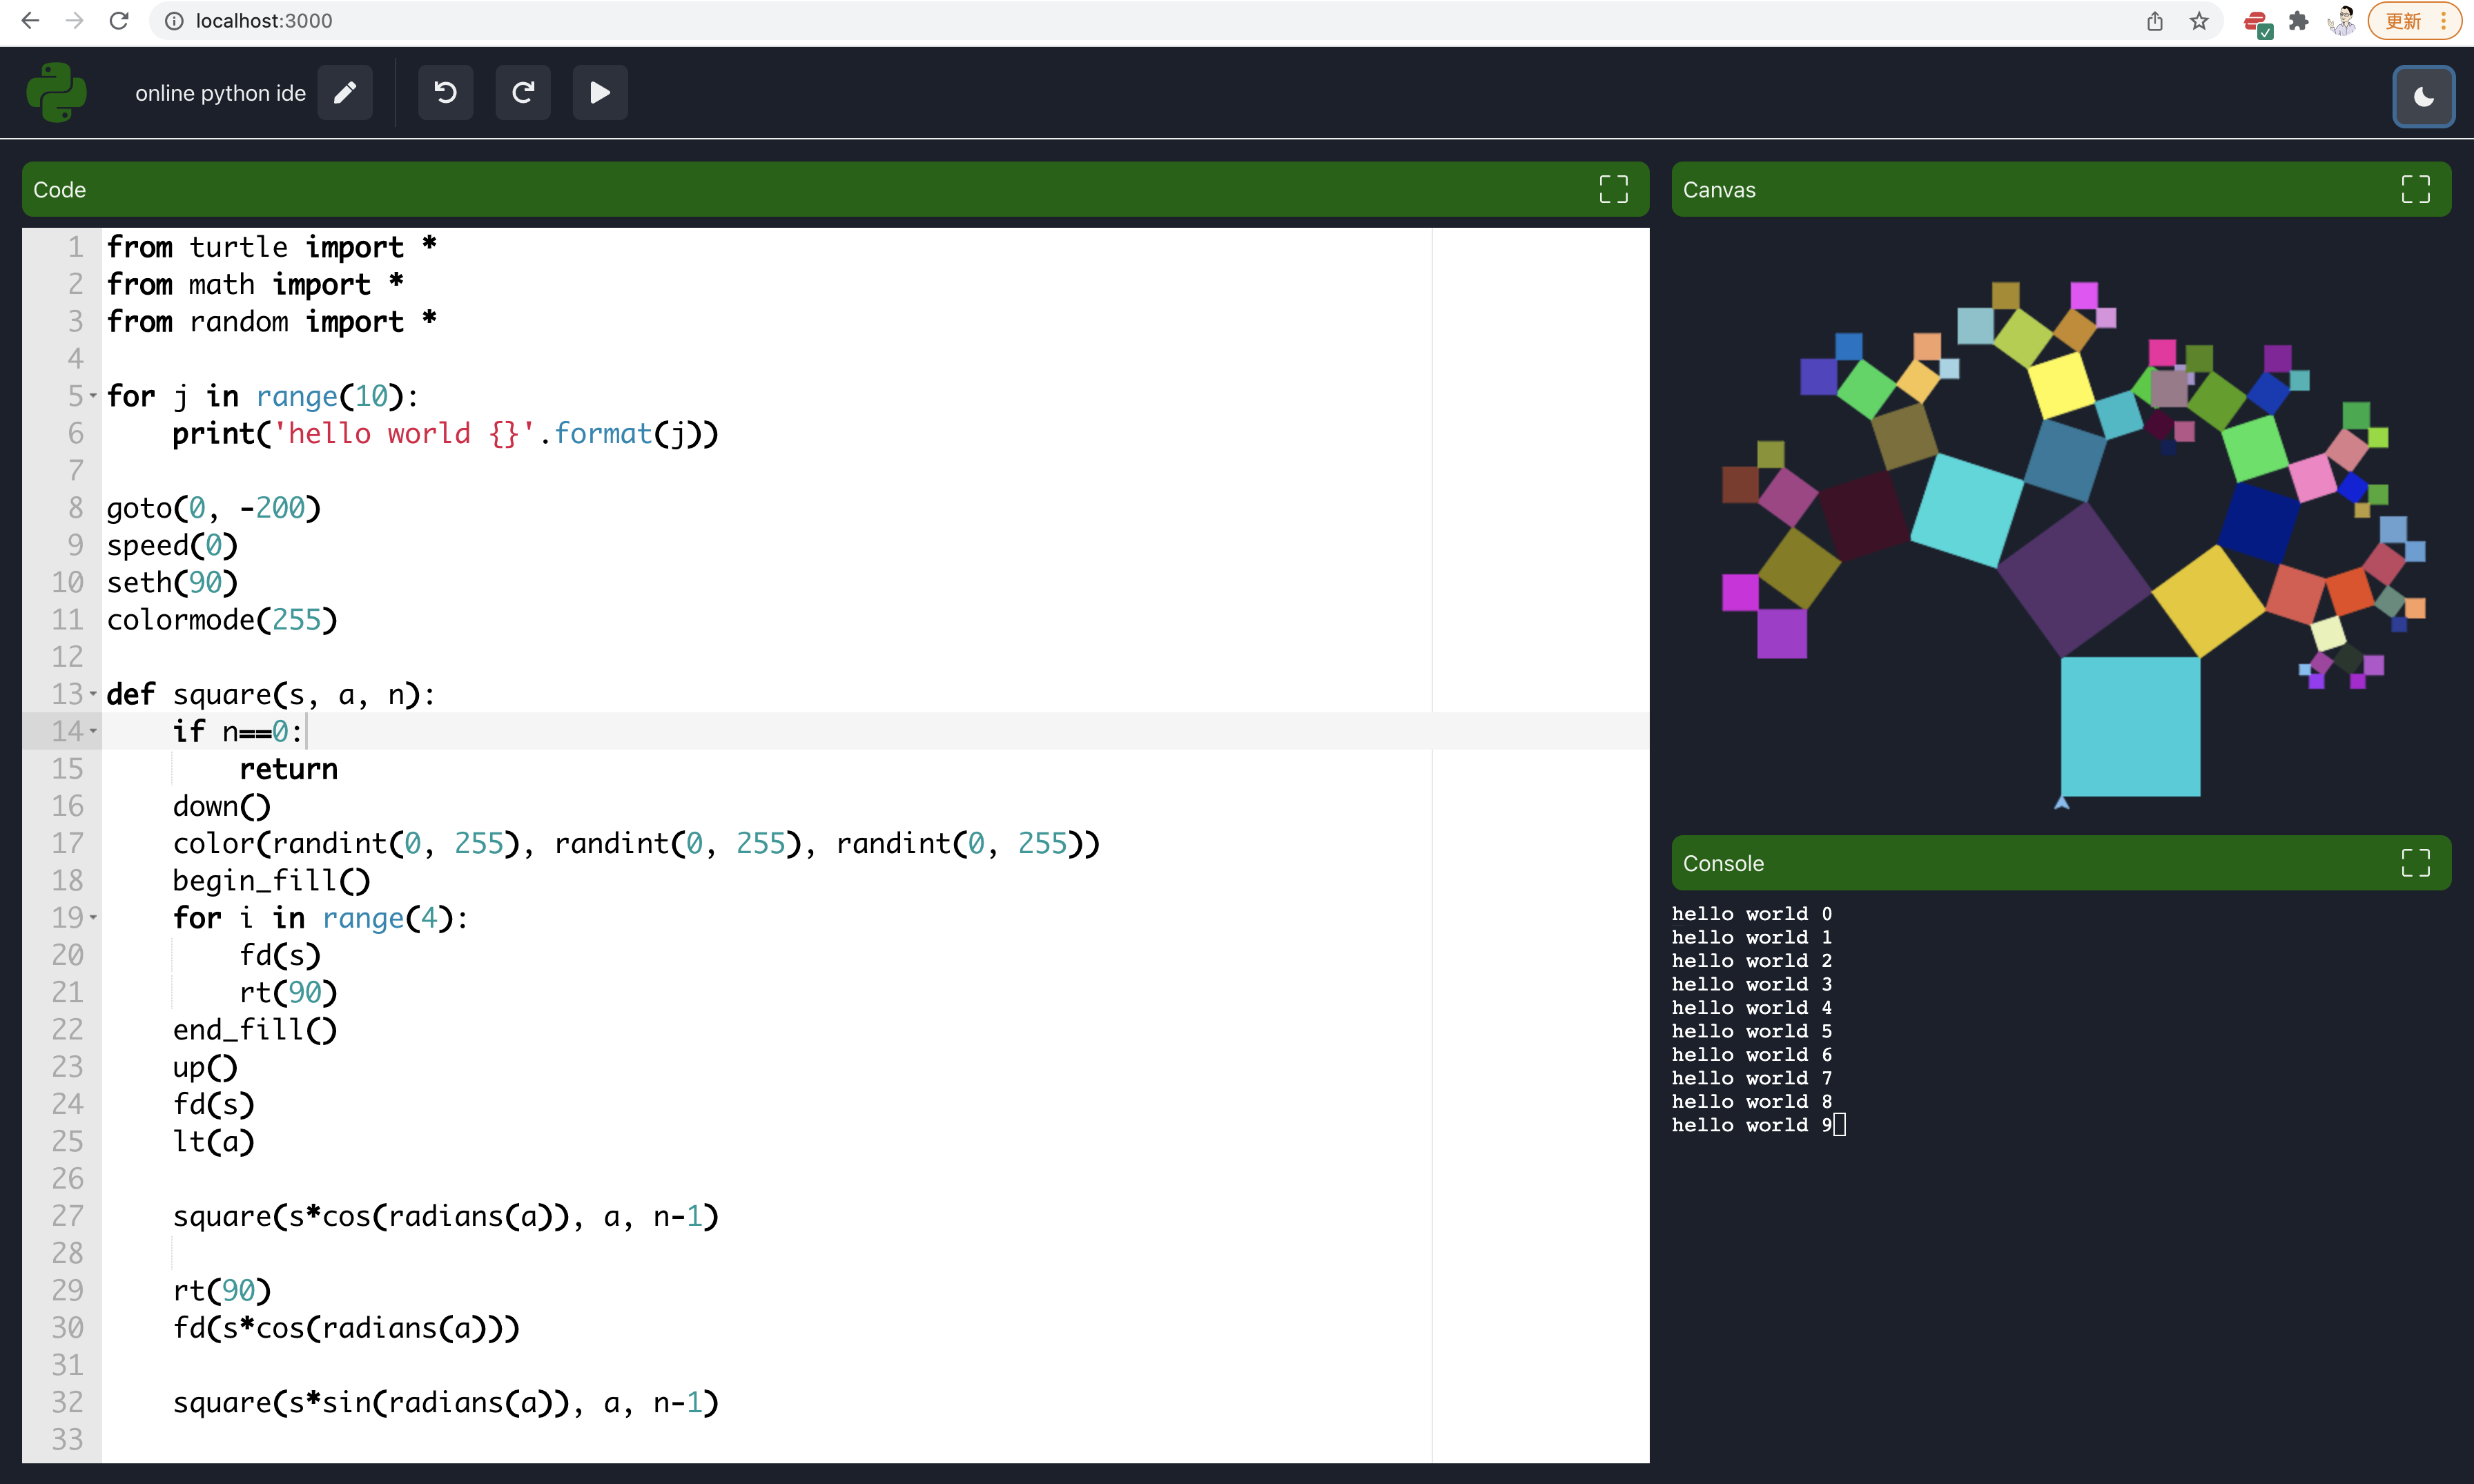 localhost:3000
更新
online python ide
Code
1 from turtle import *
2 from math import *
3 from random import *
4
5 for j in range(10):
6     print('hello world {}'.format(j))
7
8 goto(0, -200)
9 speed(0)
10 seth(90)
11 colormode(255)
12
13 def square(s, a, n):
14     if n==0:
15         return
16     down()
17     color(randint(0, 255), randint(0, 255), randint(0, 255))
18     begin_fill()
19     for i in range(4):
20         fd(s)
21         rt(90)
22     end_fill()
23     up()
24     fd(s)
25     lt(a)
26
27     square(s*cos(radians(a)), a, n-1)
28
29     rt(90)
30     fd(s*cos(radians(a)))
31
32     square(s*sin(radians(a)), a, n-1)
33
Canvas
Console
hello world 0
hello world 1
hello world 2
hello world 3
hello world 4
hello world 5
hello world 6
hello world 7
hello world 8
hello world 9